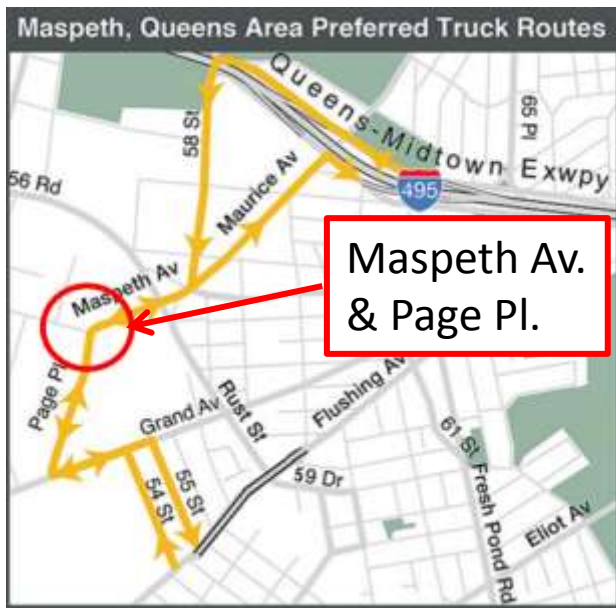 Maspeth, Queens Area Preferred Truck Routes
Queens-Midtown Exwpy
65 Pl
58 St
Maurice Av
495
56 Rd
Maspeth Av
Maspeth Av.
& Page Pl.
Page Pl
Grand Av
Rust St
Flushing Av
61 St
Fresh Pond Rd
55 St
54 St
59 Dr
Eliot Av